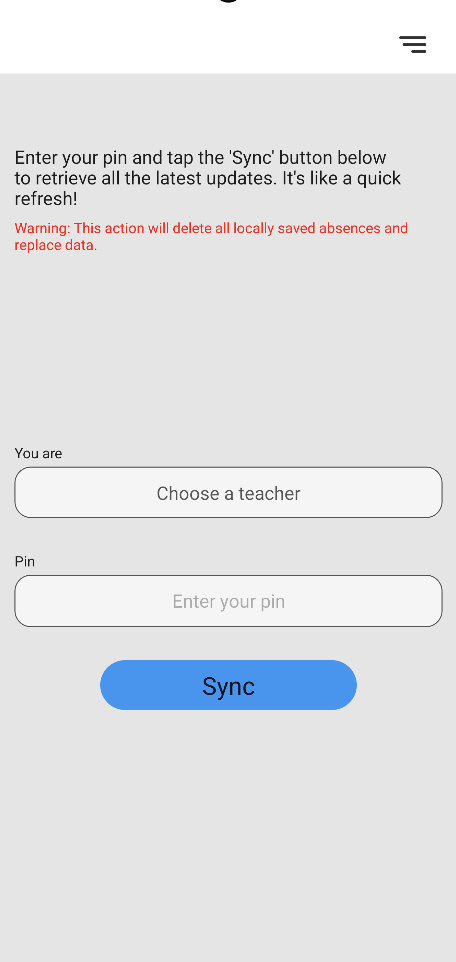 Enter your pin and tap the 'Sync' button below
to retrieve all the latest updates. It's like a quick
refresh!
Warning: This action will delete all locally saved absences and
replace data.
You are
Choose a teacher
Pin
Enter your pin
Sync